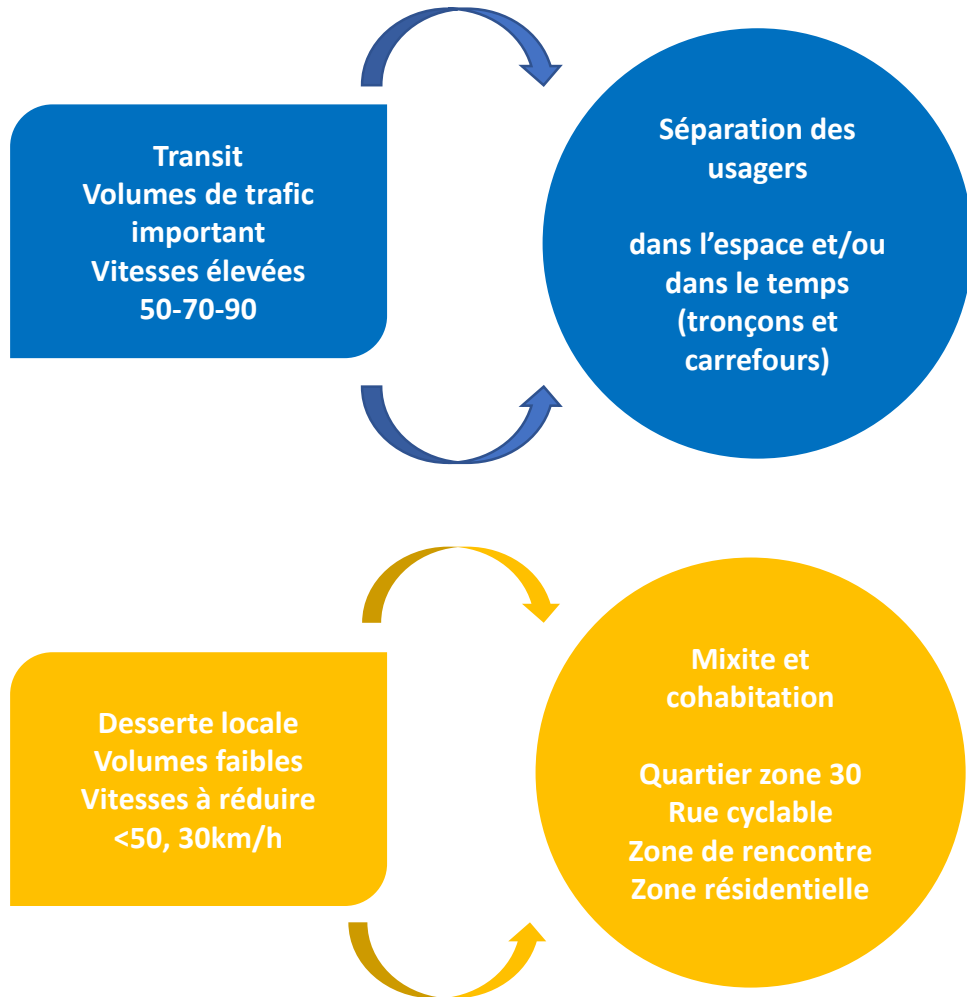 Transit
Volumes de trafic
important
Vitesses élevées
50-70-90
Séparation des
usagers
dans l’espace et/ou
dans le temps
(tronçons et
carrefours)
Desserte locale
Volumes faibles
Vitesses à réduire
<50, 30km/h
Mixite et
cohabitation
Quartier zone 30
Rue cyclable
Zone de rencontre
Zone résidentielle